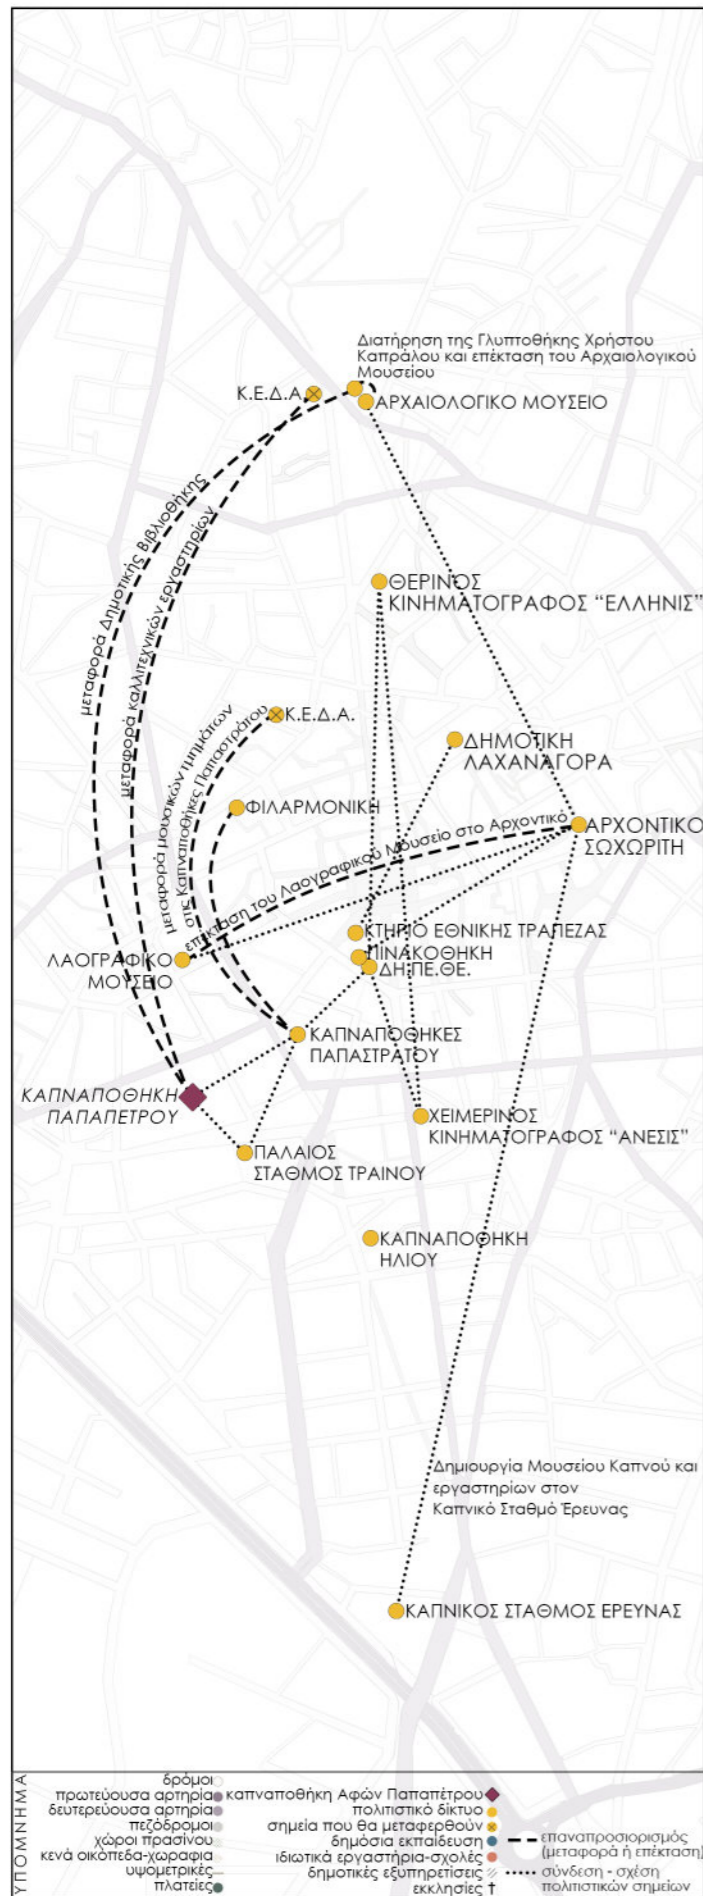 Διατήρηση της Γλυπτοθήκης Χρήστου
Καπράλου και επέκταση του Αρχαιολογικού
Μουσείου
Κ.Ε.Δ.Α.
ΑΡΧΑΙΟΛΟΓΙΚΟ ΜΟΥΣΕΙΟ
μεταφορά Δημοτικής Βιβλιοθήκης
μεταφορά καλλιτεχνικών εργαστηρίων
ΘΕΡΙΝΟΣ
ΚΙΝΗΜΑΤΟΓΡΑΦΟΣ "ΕΛΛΗΝΙΣ"
μεταφορά μουσικών τμημάτων
στις Καπναποθήκες Παπαστράτου
Κ.Ε.Δ.Α.
ΔΗΜΟΤΙΚΗ
ΛΑΧΑΝΑΓΟΡΑ
ΦΙΛΑΡΜΟΝΙΚΗ
επέκταση του Λαογραφικού Μουσείο στο Αρχοντικό
ΑΡΧΟΝΤΙΚΟ
ΣΩΧΩΡΙΤΗ
ΚΤΗΡΙΟ ΕΘΝΙΚΗΣ ΤΡΑΠΕΖΑΣ
ΠΙΝΑΚΟΘΗΚΗ
ΔΗ.ΠΕ.ΘΕ.
ΛΑΟΓΡΑΦΙΚΟ
ΜΟΥΣΕΙΟ
ΚΑΠΝΑΠΟΘΗΚΕΣ
ΠΑΠΑΣΤΡΑΤΟΥ
ΚΑΠΝΑΠΟΘΗΚΗ
ΠΑΠΑΠΕΤΡΟΥ
ΧΕΙΜΕΡΙΝΟΣ
ΚΙΝΗΜΑΤΟΓΡΑΦΟΣ "ΑΝΕΣΙΣ"
ΠΑΛΑΙΟΣ
ΣΤΑΘΜΟΣ ΤΡΑΙΝΟΥ
ΚΑΠΝΑΠΟΘΗΚΗ
ΗΛΙΟΥ
Δημιουργία Μουσείου Καπνού και
εργαστηρίων στον
Καπνικό Σταθμό Έρευνας
ΚΑΠΝΙΚΟΣ ΣΤΑΘΜΟΣ ΕΡΕΥΝΑΣ
ΥΠΟΜΝΗΜΑ
δρόμοι
πρωτεύουσα αρτηρία
δευτερεύουσα αρτηρία
πεζόδρομοι
χώροι πρασίνου
κενά οικόπεδα-χωραφια
υψομετρικές
πλατείες
καπναποθήκη Αφών Παπαπέτρου
πολιτιστικό δίκτυο
σημεία που θα μεταφερθούν
δημόσια εκπαίδευση
ιδιωτικά εργαστήρια-σχολές
δημοτικές εξυπηρετίσεις
εκκλησίες
επαναπροσιορισμός
(μεταφορά ή επέκταση)
σύνδεση - σχέση
πολιτιστικών σημείων